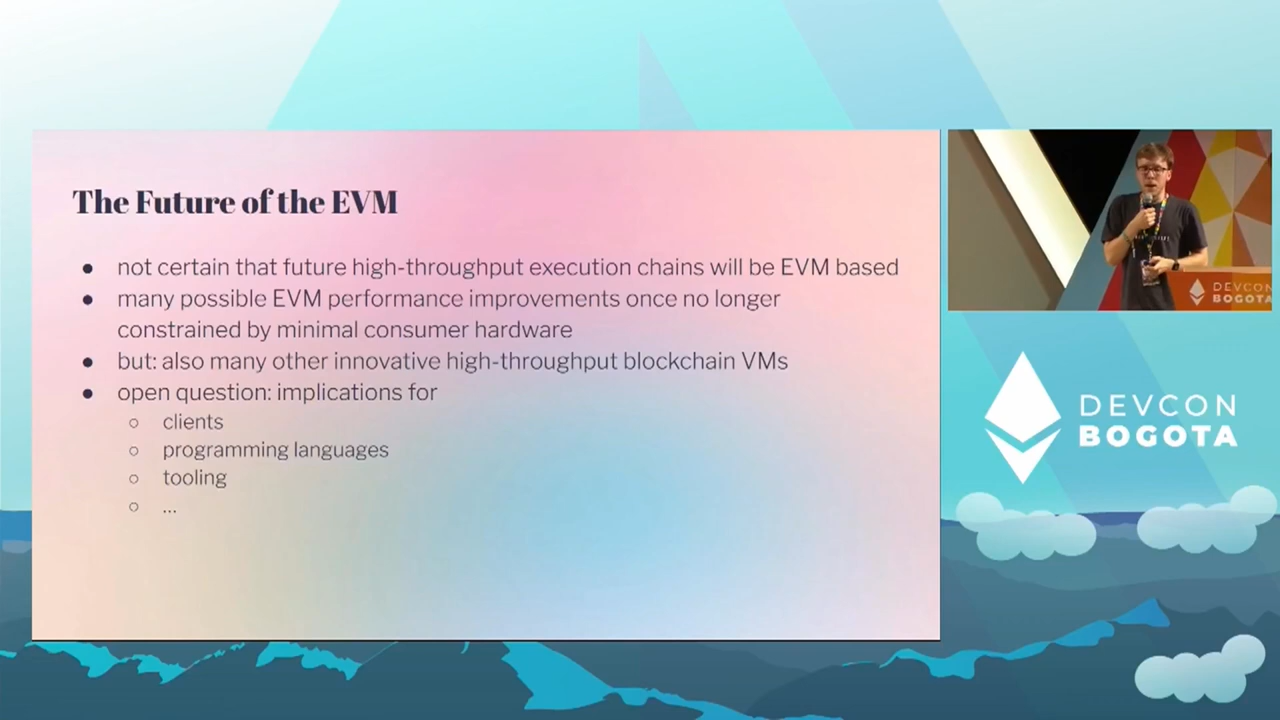 The Future of the EVM
● not certain that future high-throughput execution chains will be EVM based
● many possible EVM performance improvements once no longer
constrained by minimal consumer hardware
● but: also many other innovative high-throughput blockchain VMs
● open question: implications for
○ clients
○ programming languages
○ tooling
○ ...
DEVCON
BOGOTA
DEVCON
BOGOTA